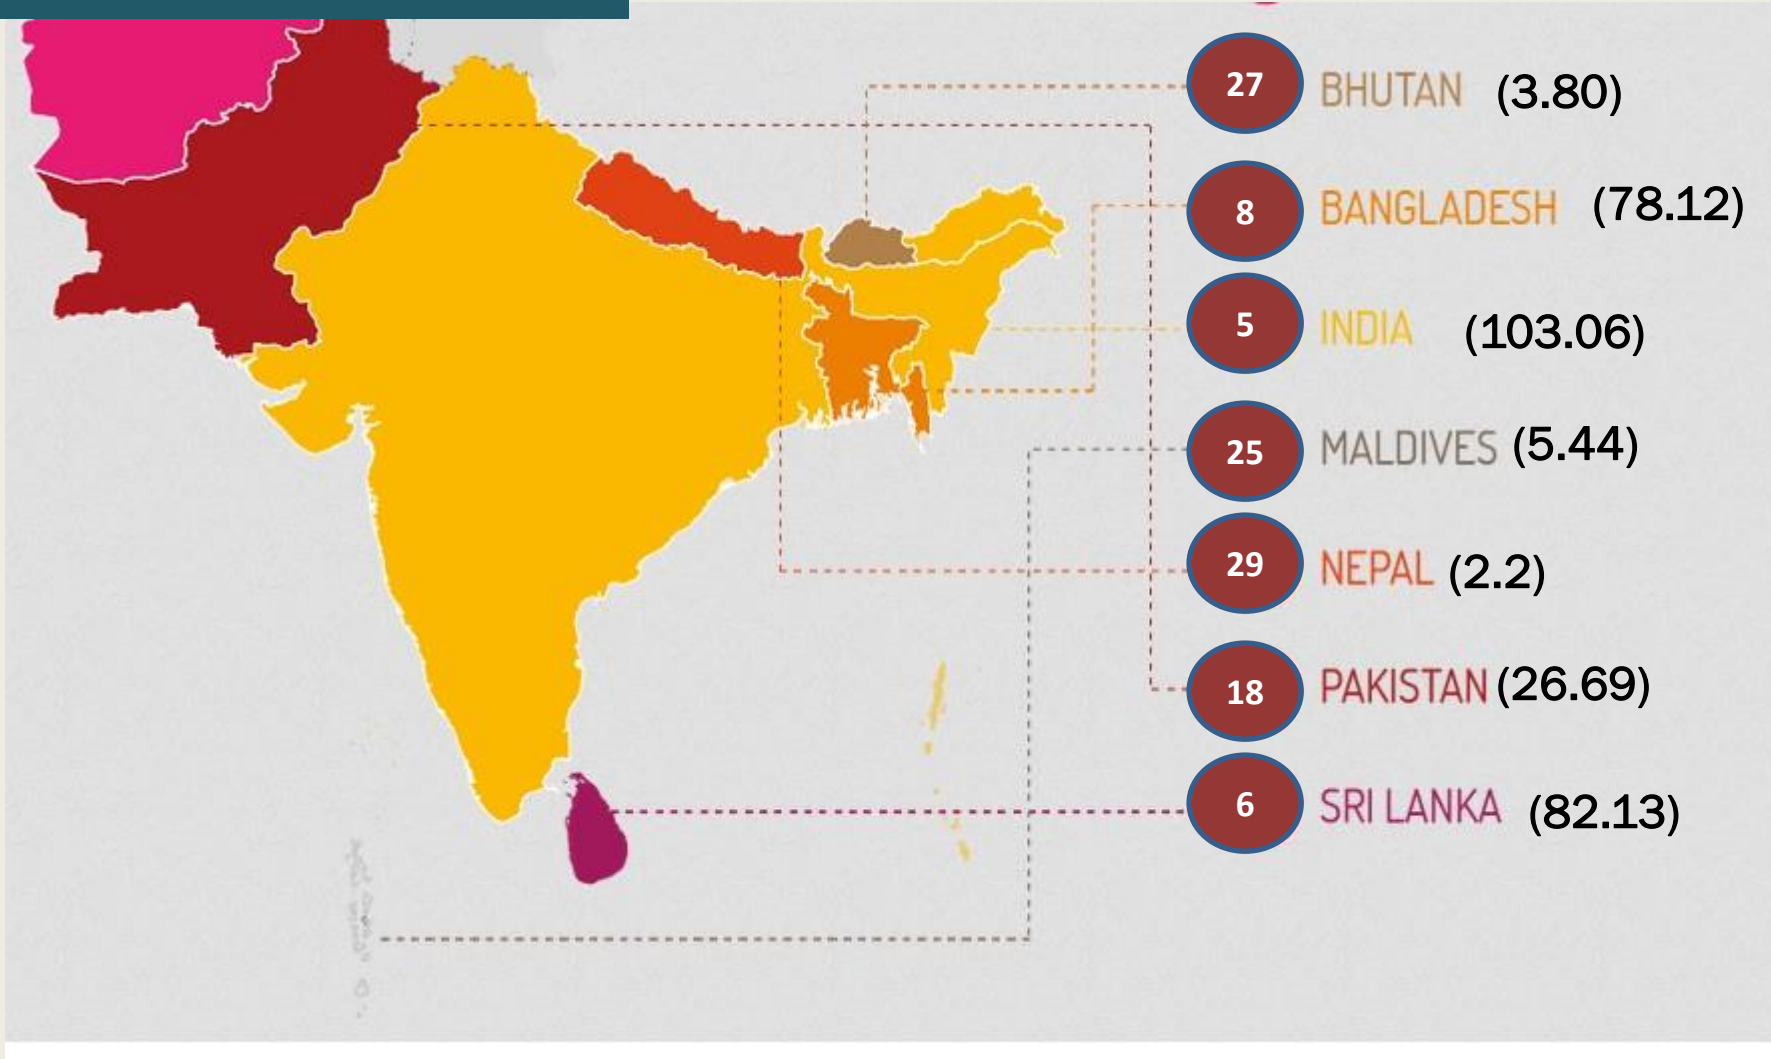 27 BHUTAN (3.80)
8 BANGLADESH (78.12)
5 INDIA (103.06)
25 MALDIVES (5.44)
29 NEPAL (2.2)
18 PAKISTAN (26.69)
6 SRI LANKA (82.13)